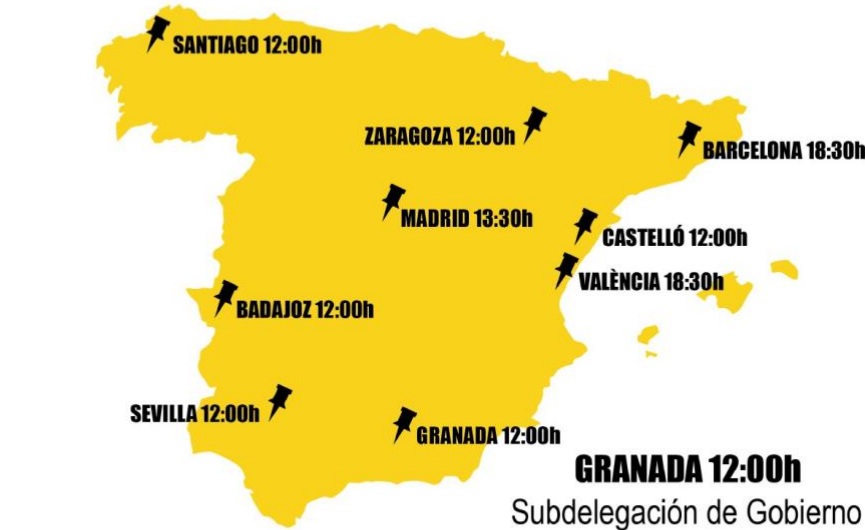 SANTIAGO 12:00h
ZARAGOZA 12:00h
BARCELONA 18:30h
MADRID 13:30h
CASTELLÓ 12:00h
VALÈNCIA 18:30h
BADAJOZ 12:00h
SEVILLA 12:00h
GRANADA 12:00h
GRANADA 12:00h
Subdelegación de Gobierno